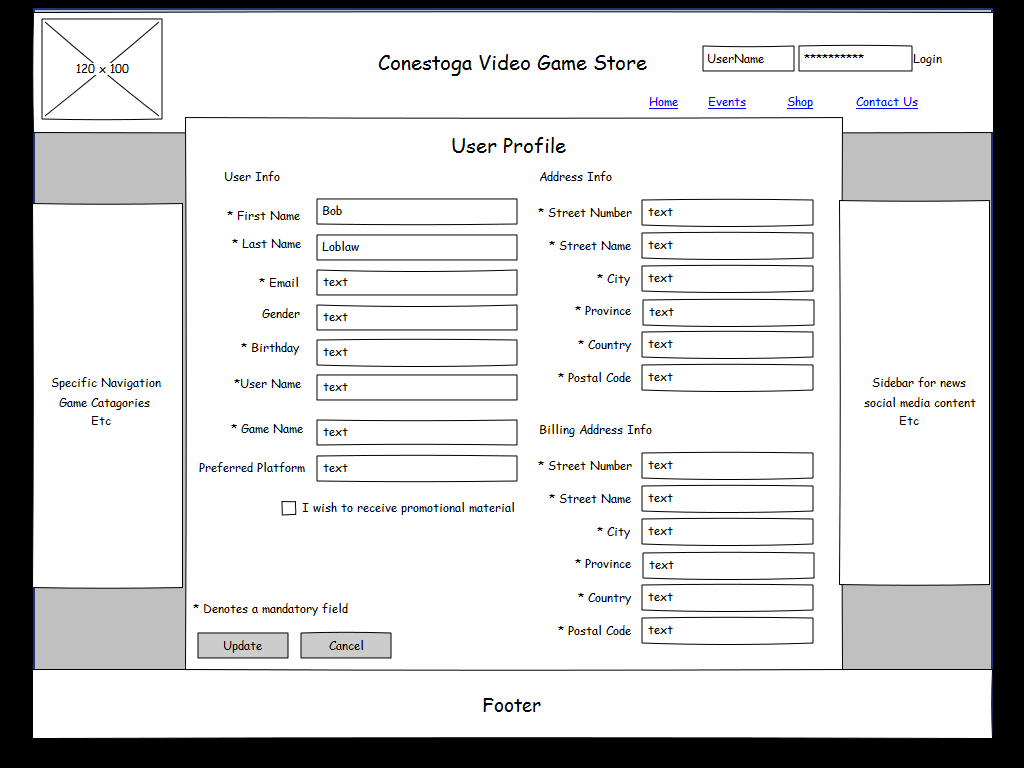 120 x 100
Conestoga Video Game Store
UserName
**********
Login
Home Events Shop Contact Us
User Profile
User Info
* First Name Bob
* Last Name Loblaw
* Email text
Gender text
* Birthday text
*User Name text
* Game Name text
Preferred Platform text
I wish to receive promotional material
* Denotes a mandatory field
Update Cancel
Address Info
* Street Number text
* Street Name text
* City text
* Province text
* Country text
* Postal Code text
Billing Address Info
* Street Number text
* Street Name text
* City text
* Province text
* Country text
* Postal Code text
Specific Navigation
Game Catagories
Etc
Sidebar for news
social media content
Etc
Footer